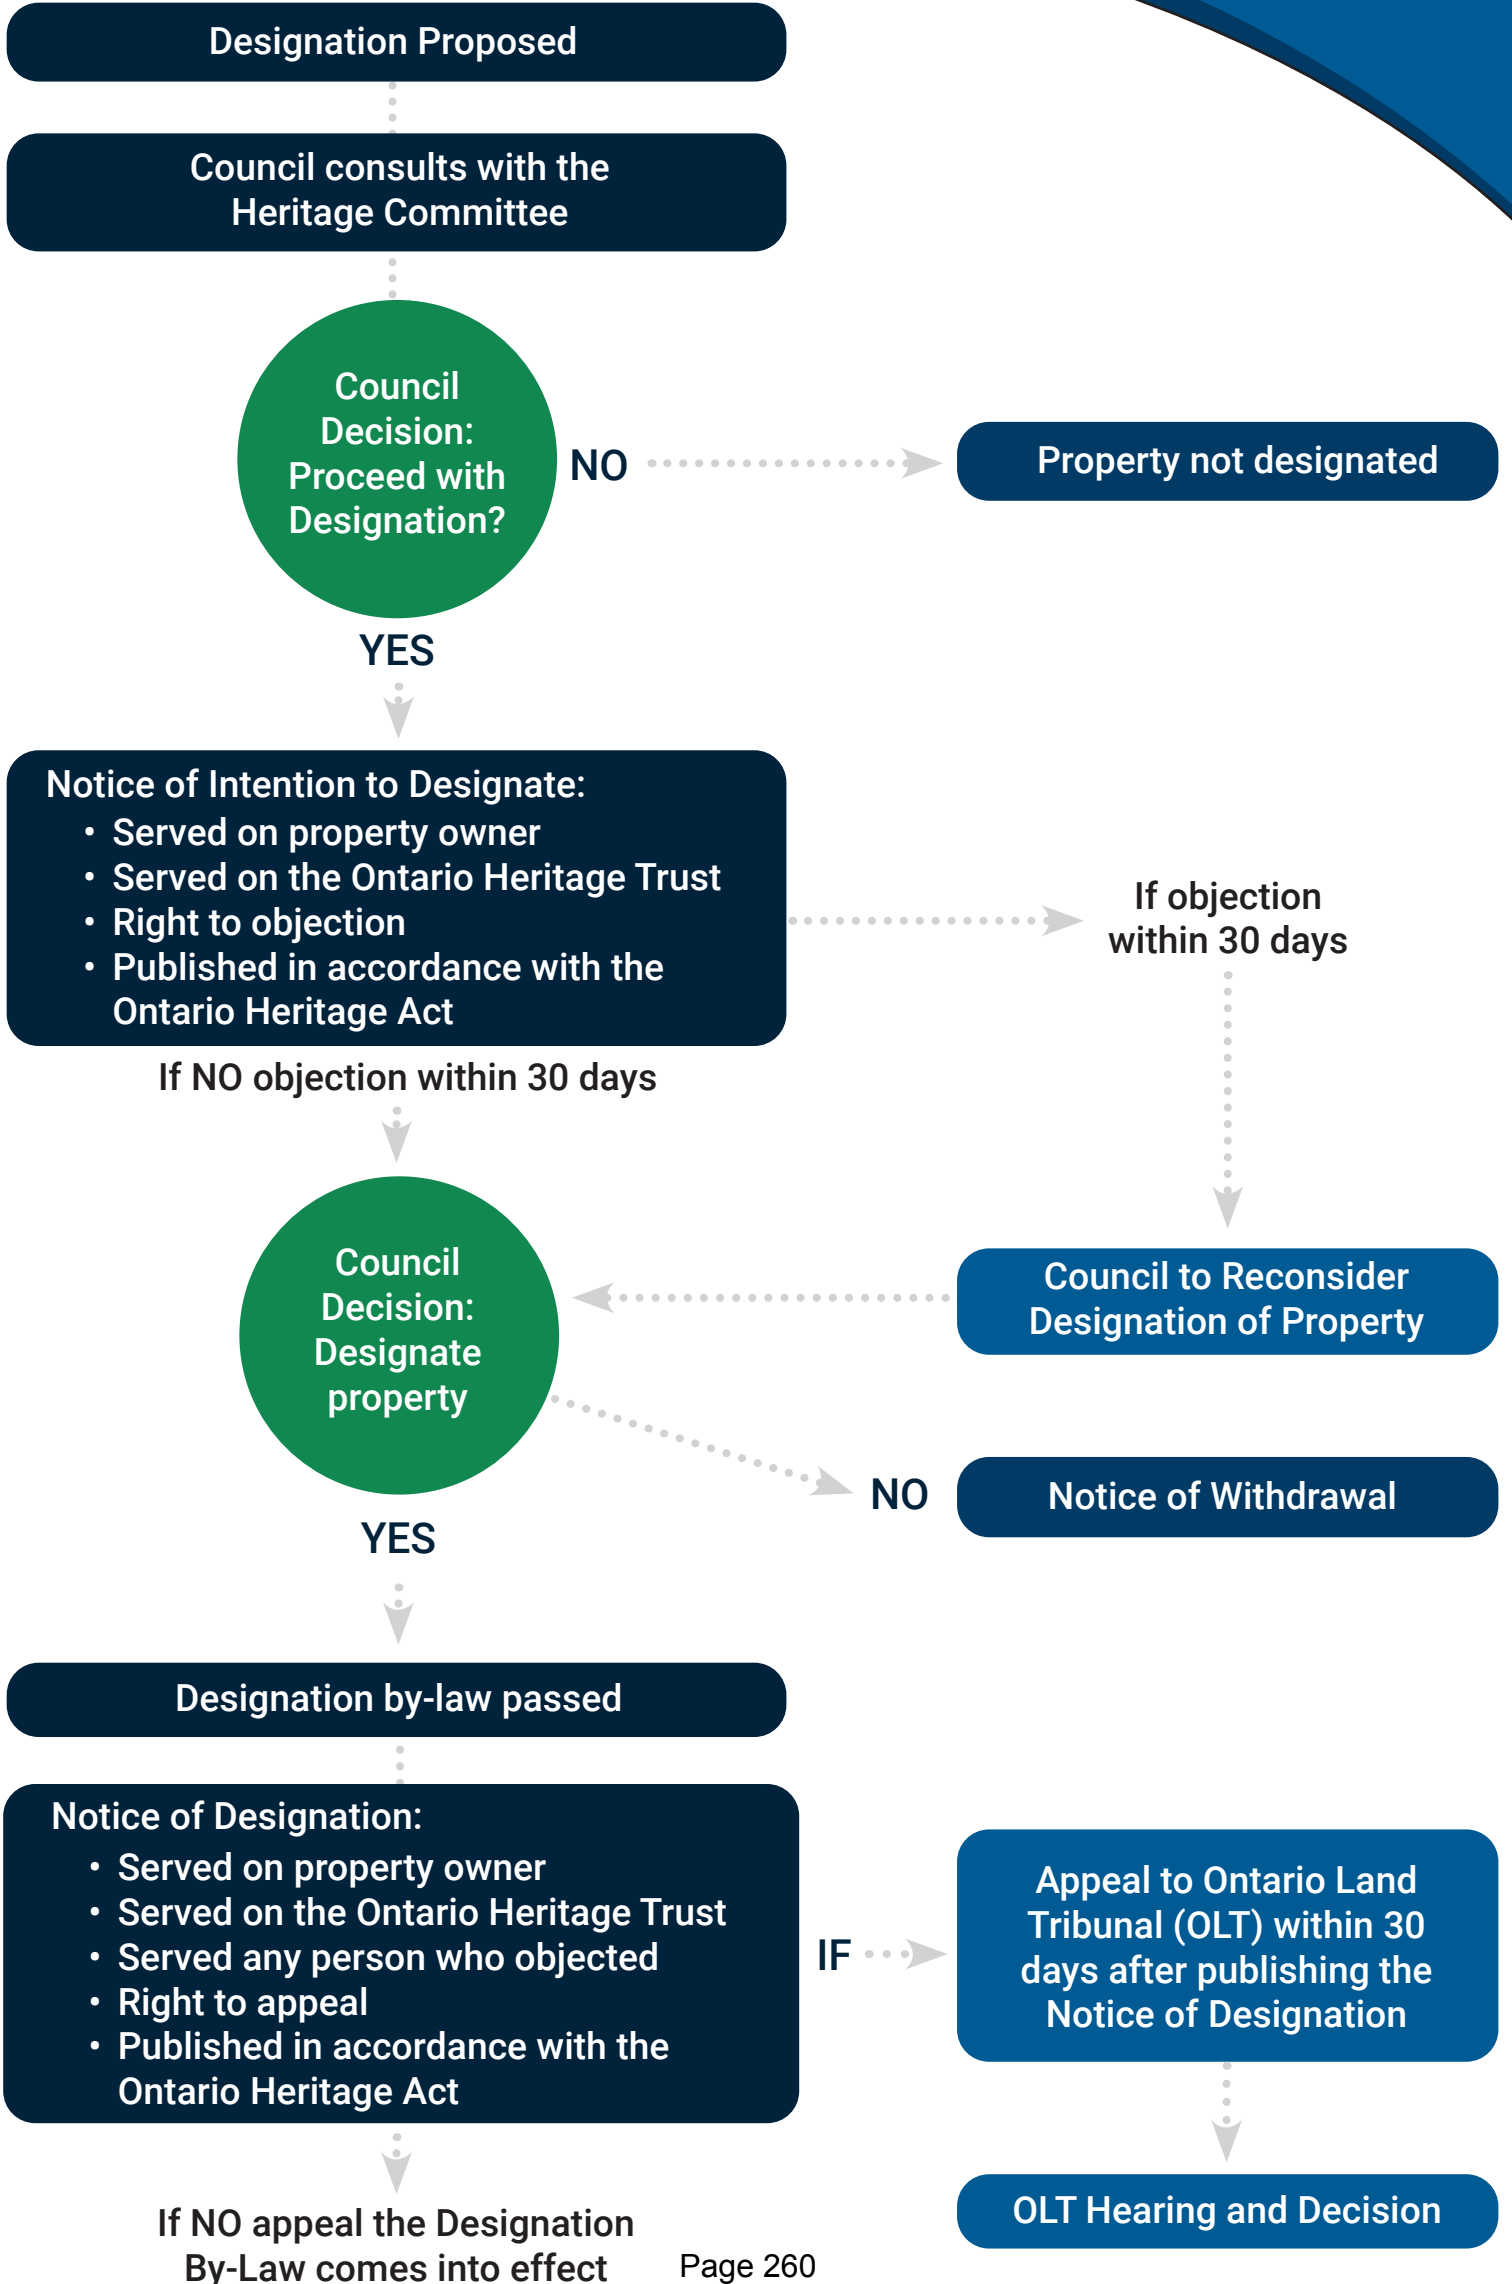 Designation Proposed
Council consults with the
Heritage Committee
Council
Decision:
Proceed with
Designation?
NO
Property not designated
YES
Notice of Intention to Designate:
• Served on property owner
• Served on the Ontario Heritage Trust
• Right to objection
• Published in accordance with the
Ontario Heritage Act
If objection
within 30 days
If NO objection within 30 days
Council
Decision:
Designate
property
Council to Reconsider
Designation of Property
NO
Notice of Withdrawal
YES
Designation by-law passed
Notice of Designation:
• Served on property owner
• Served on the Ontario Heritage Trust
• Served any person who objected
• Right to appeal
• Published in accordance with the
Ontario Heritage Act
IF
Appeal to Ontario Land
Tribunal (OLT) within 30
days after publishing the
Notice of Designation
OLT Hearing and Decision
If NO appeal the Designation
By-Law comes into effect
Page 260